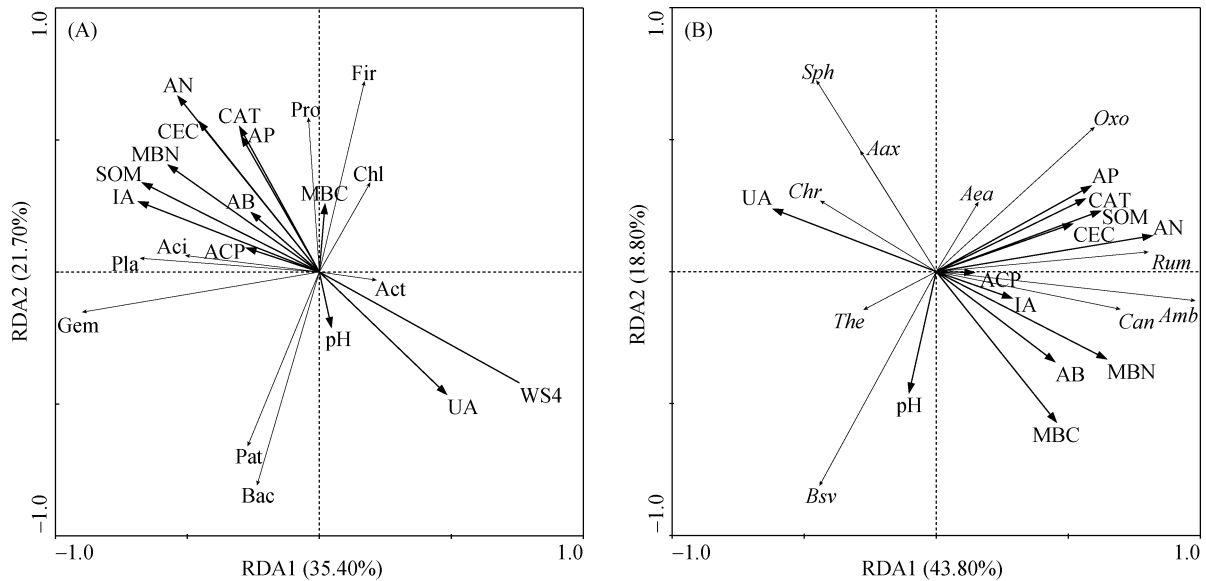 (A)
1.0
Fir
AN
Pro
CAT
CEC
AP
MBN
SOM
Chl
IA
AB
MBC
Aci
ACP
Pla
Act
Gem
pH
WS4
UA
Pat
Bac
–1.0
–1.0
1.0
RDA1 (35.40%)
RDA2 (21.70%)
(B)
1.0
Sph
Oxo
Aax
AP
Chr
Aea
CAT
UA
SOM
CEC
AN
Rum
ACP
IA
The
Can
Amb
AB
MBN
pH
MBC
Bsv
–1.0
–1.0
1.0
RDA1 (43.80%)
RDA2 (18.80%)